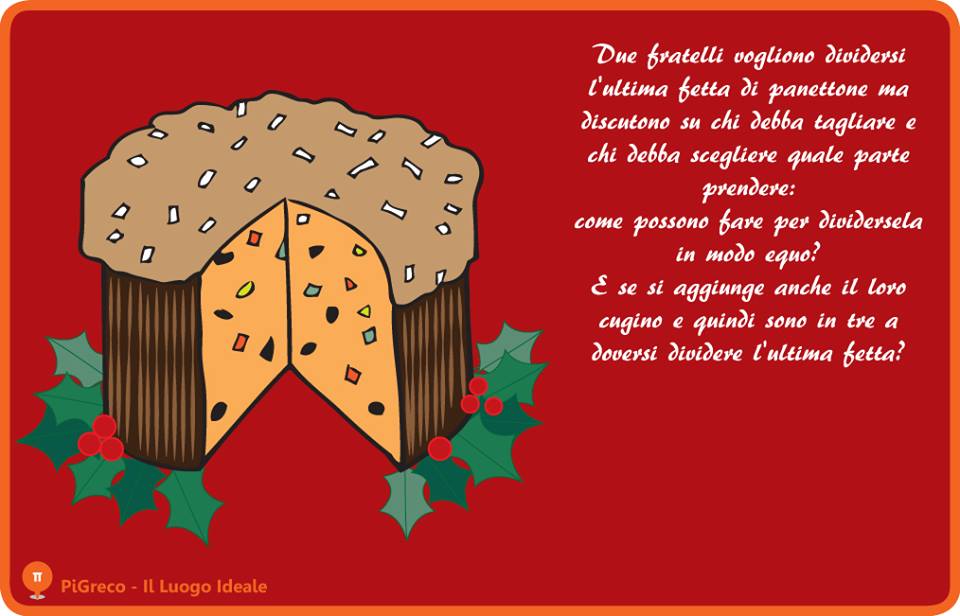 Due fratelli vogliono dividersi
l'ultima fetta di panettone ma
discutono su chi debba tagliare e
chi debba scegliere quale parte
prendere:
come possono fare per dividersela
in modo equo?
E se si aggiunge anche il loro
cugino e quindi sono in tre a
doversi dividere l'ultima fetta?
π PiGreco - Il Luogo Ideale